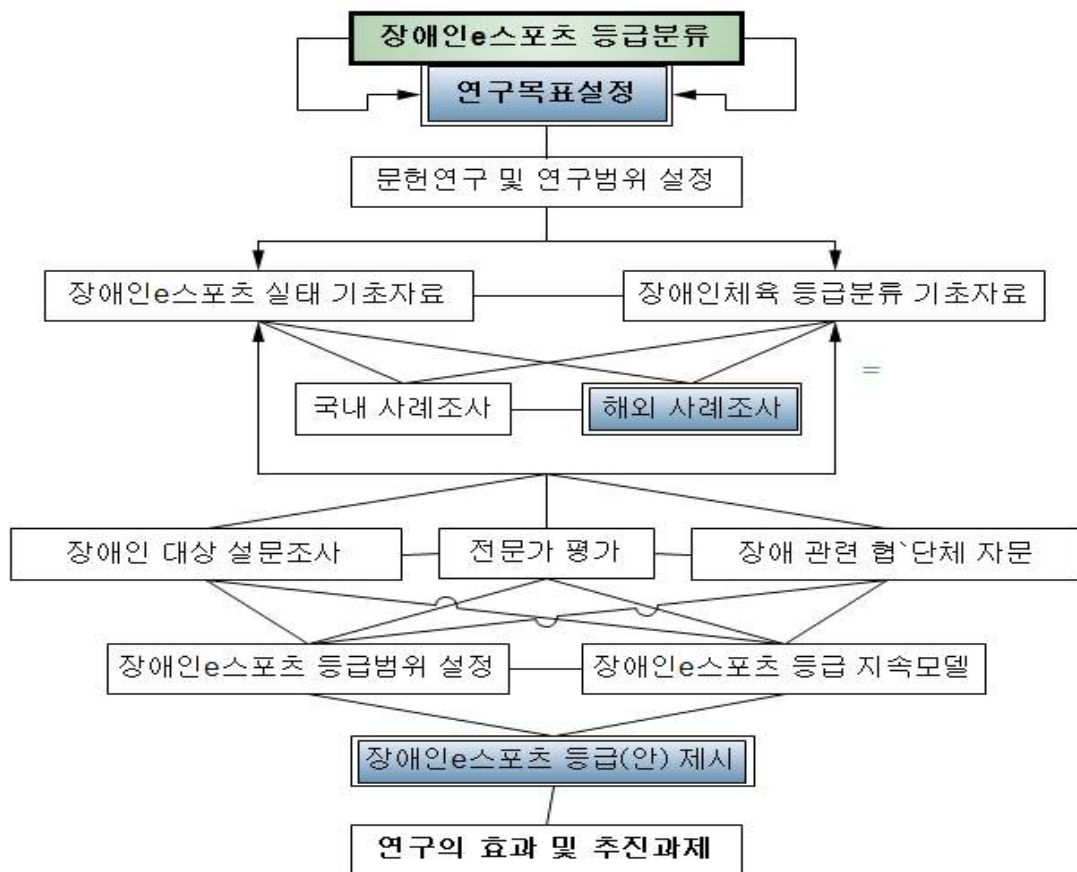 장애인e스포츠 등급분류
연구목표설정
문헌연구 및 연구범위 설정
장애인e스포츠 실태 기초자료
장애인체육 등급분류 기초자료
=
국내 사례조사
해외 사례조사
장애인 대상 설문조사
전문가 평가
장애 관련 협`단체 자문
장애인e스포츠 등급범위 설정
장애인e스포츠 등급 지속모델
장애인e스포츠 등급(안) 제시
연구의 효과 및 추진과제